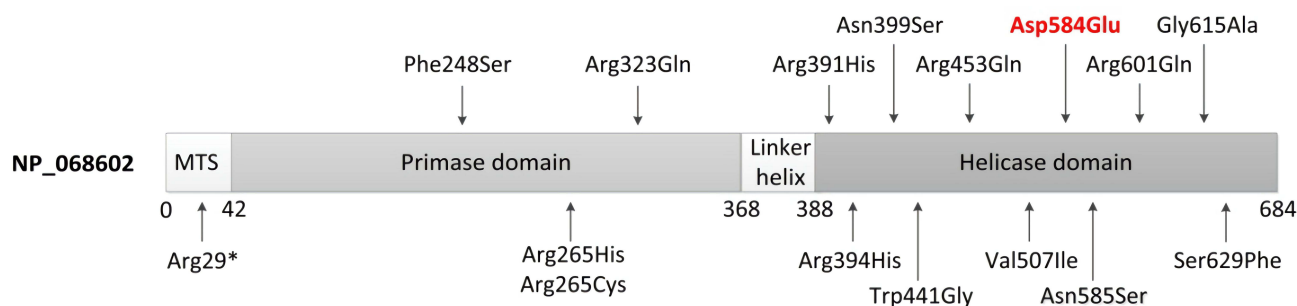 Asn399Ser Asp584Glu Gly615Ala
Phe248Ser Arg323Gln Arg391His Arg453Gln Arg601Gln
NP_068602 MTS Primase domain Linker helix Helicase domain
0 42 368 388 684
Arg29* Arg265His Arg394His Val507Ile Ser629Phe
Arg265Cys Trp441Gly Asn585Ser